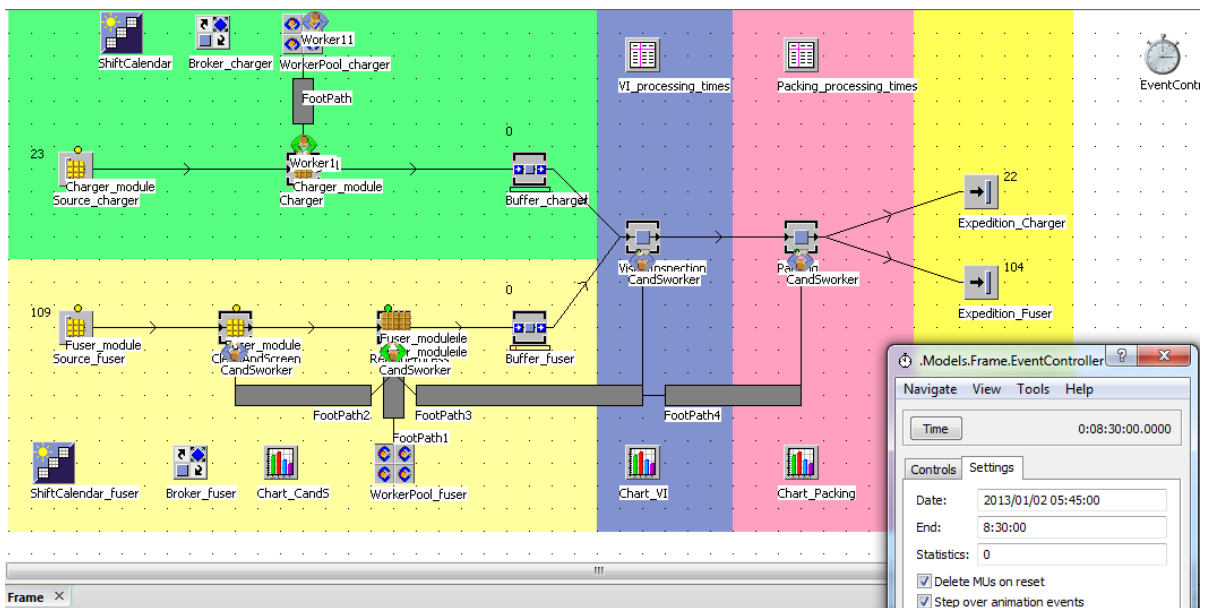 Worker11
ShiftCalendar
Broker_charger
WorkerPool_charger
VI_processing_times
Packing_processing_times
EventCont
FootPath
0
23
Charger_module
Source_charger
Charger_module
Charger
Buffer_charger
22
Expedition_Charger
CandSworker
CandSworker
104
Expedition_Fuser
0
109
Fuser_module
Source_fuser
CandSworker
CandSworker
Buffer_fuser
FootPath2
FootPath3
FootPath4
FootPath1
ShiftCalendar_fuser
Broker_fuser
Chart_CandS
WorkerPool_fuser
Chart_VI
Chart_Packing
.Models.Frame.EventController
?
X
Navigate View Tools Help
Time 0:08:30:00.0000
Controls Settings
Date: 2013/01/02 05:45:00
End: 8:30:00
Statistics: 0
Delete MUs on reset
Step over animation events
Frame ×